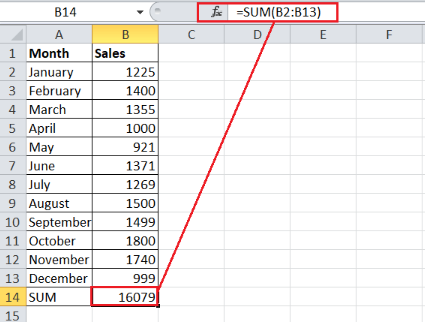 B14 fx =SUM(B2:B13)
A B C D E F
1 Month Sales
2 January 1225
3 February 1400
4 March 1355
5 April 1000
6 May 921
7 June 1371
8 July 1269
9 August 1500
10 September 1499
11 October 1800
12 November 1740
13 December 999
14 SUM 16079
15